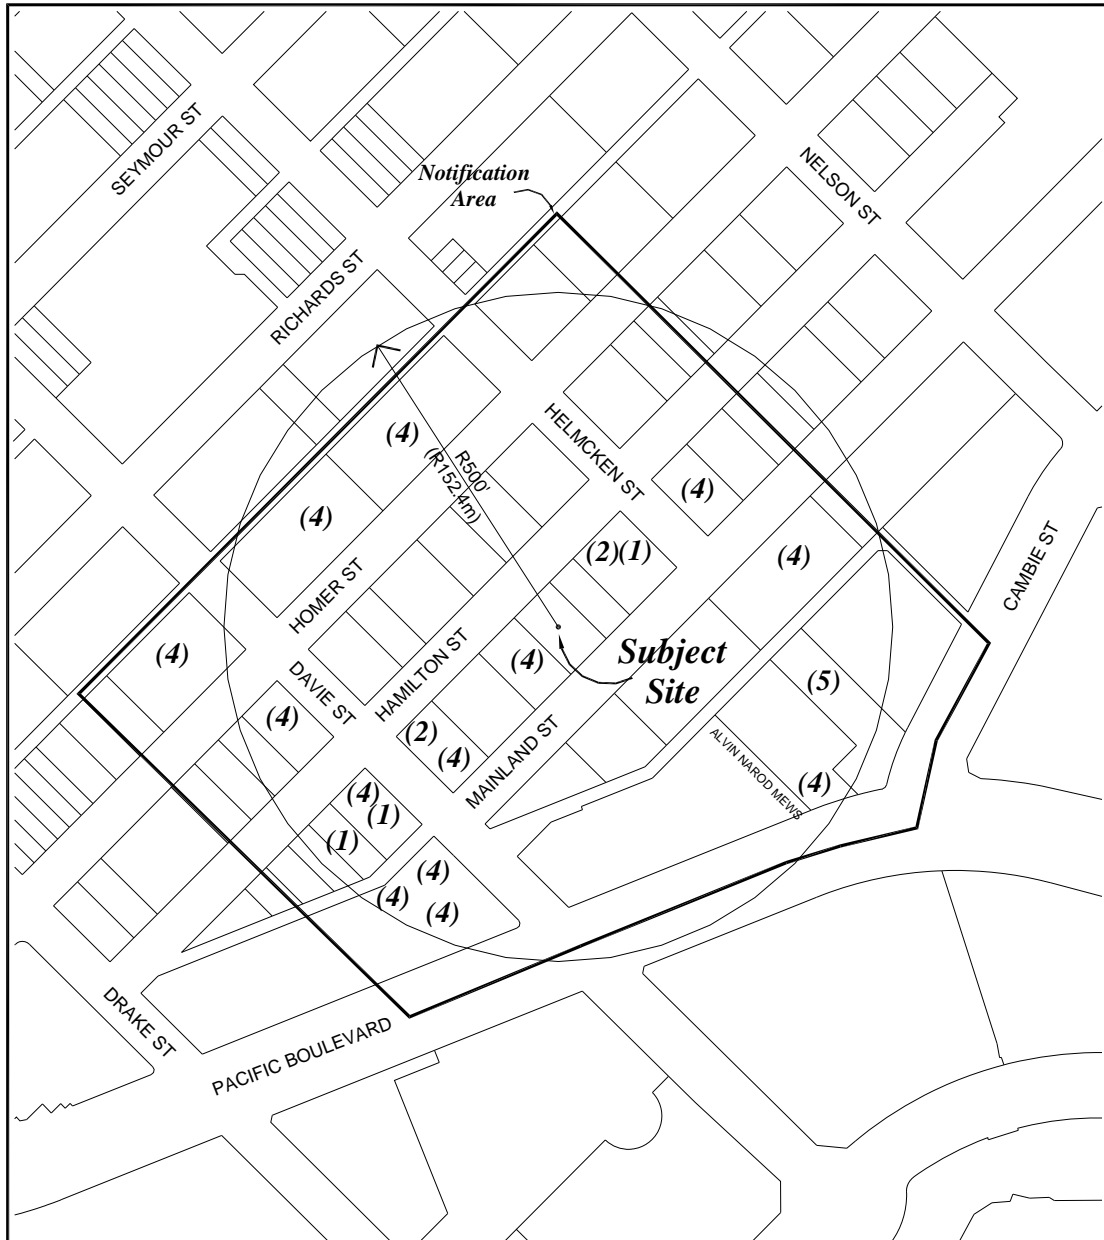 SEYMOUR ST
Notification
Area
NELSON ST
RICHARDS ST
HELMCKEN ST
(4)
R500'
(R152.4m)
(4)
(4)
(2)(1)
(4)
CAMBIE ST
HOMER ST
(4)
DAVIE ST
HAMILTON ST
(4)
Subject
Site
(5)
(4)
(2)
(4)
MAINLAND ST
ALVIN NAROD MEWS
(4)
(4)
(1)
(1)
(4)
(4)
(4)
DRAKE ST
PACIFIC BOULEVARD